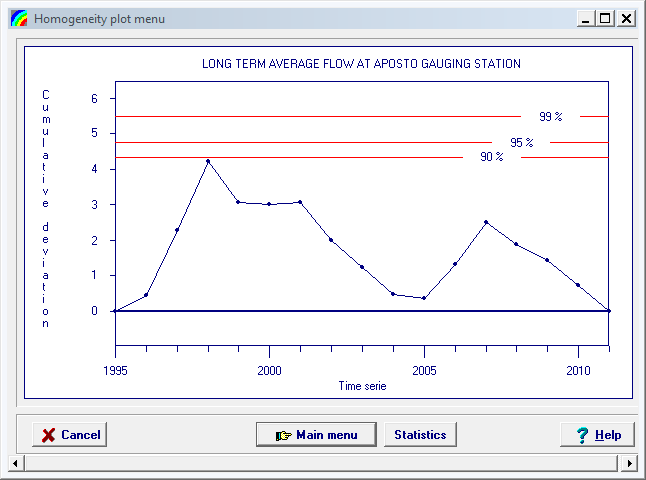 Homogeneity plot menu
LONG TERM AVERAGE FLOW AT APOSTO GAUGING STATION
Cumulative deviation
6
5
4
3
2
1
0
99 %
95 %
90 %
1995
2000
2005
2010
Time serie
Cancel
Main menu
Statistics
? Help